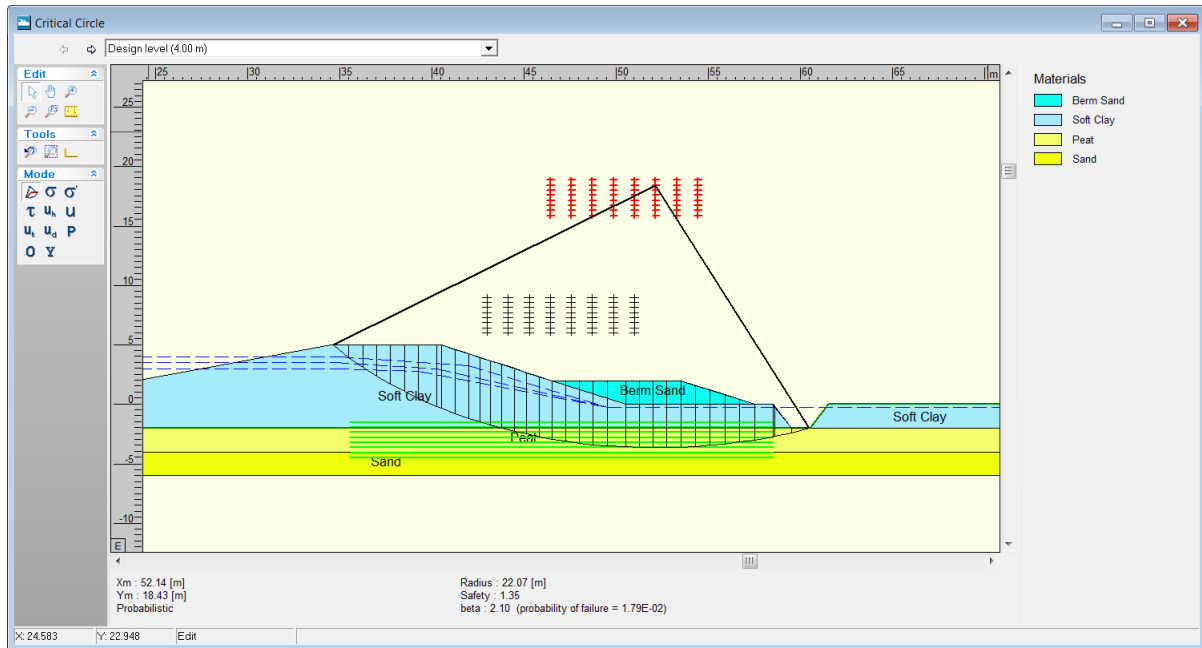 Critical Circle
Design level (4.00 m)
Edit
Tools
Mode
σ σ'
τ uh u
ut ud P
O Y
25 30 35 40 45 50 55 60 65 m
25
20
15
10
5
0
-5
-10
m
Materials
Berm Sand
Soft Clay
Peat
Sand
Soft Clay
Berm Sand
Soft Clay
Peat
Sand
Xm : 52.14 [m]
Ym : 18.43 [m]
Probabilistic
Radius : 22.07 [m]
Safety : 1.35
beta : 2.10 (probability of failure = 1.79E-02)
X: 24.583 Y: 22.948 Edit